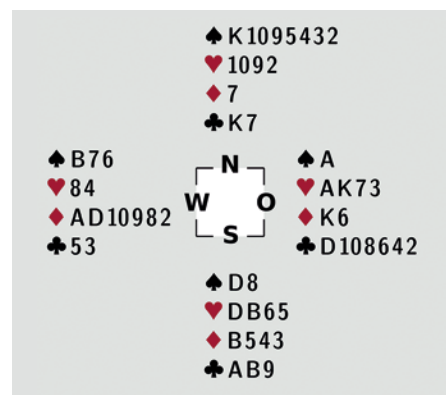 ♠ K1095432
♥ 1092
♦ 7
♣ K7
♠ B76
♥ 84
♦ AD10982
♣ 53
N
W O
S
♠ A
♥ AK73
♦ K6
♣ D108642
♠ D8
♥ DB65
♦ B543
♣ AB9